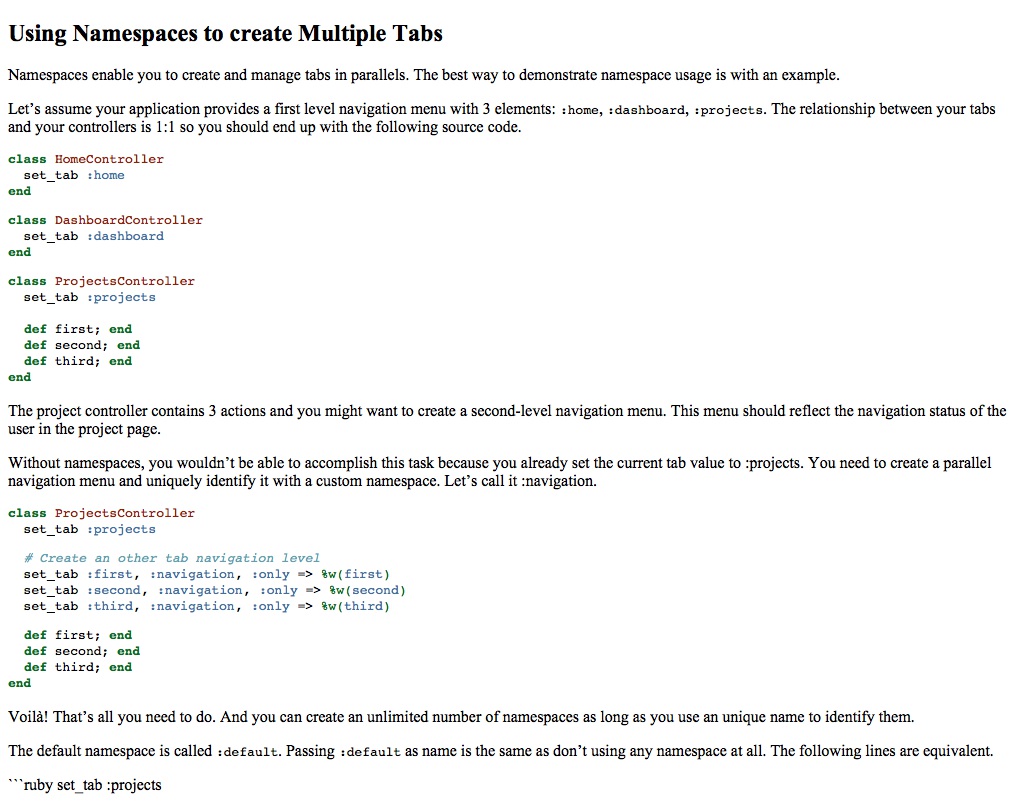 Using Namespaces to create Multiple Tabs
Namespaces enable you to create and manage tabs in parallels. The best way to demonstrate namespace usage is with an example.
Let’s assume your application provides a first level navigation menu with 3 elements: :home, :dashboard, :projects. The relationship between your tabs
and your controllers is 1:1 so you should end up with the following source code.
class HomeController
  set_tab :home
end
class DashboardController
  set_tab :dashboard
end
class ProjectsController
  set_tab :projects
  def first; end
  def second; end
  def third; end
end
The project controller contains 3 actions and you might want to create a second-level navigation menu. This menu should reflect the navigation status of the
user in the project page.
Without namespaces, you wouldn’t be able to accomplish this task because you already set the current tab value to :projects. You need to create a parallel
navigation menu and uniquely identify it with a custom namespace. Let’s call it :navigation.
class ProjectsController
  set_tab :projects
  # Create an other tab navigation level
  set_tab :first, :navigation, :only => %w(first)
  set_tab :second, :navigation, :only => %w(second)
  set_tab :third, :navigation, :only => %w(third)
  def first; end
  def second; end
  def third; end
end
Voilà! That’s all you need to do. And you can create an unlimited number of namespaces as long as you use an unique name to identify them.
The default namespace is called :default. Passing :default as name is the same as don’t using any namespace at all. The following lines are equivalent.
```ruby set_tab :projects